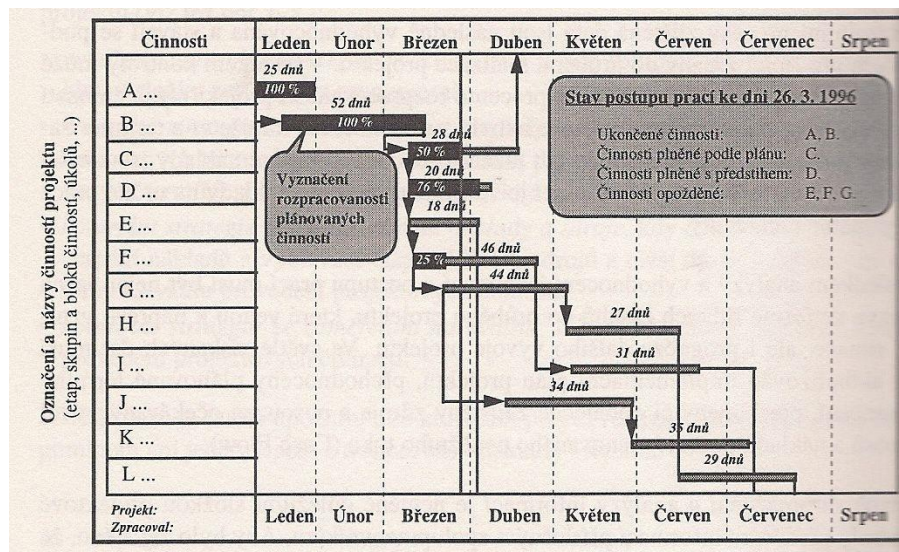 Činnosti Leden Únor Březen Duben Květen Červen Červenec Srpen
Označení a názvy činností projektu
(etap, skupin a bloků činností, úkolů, ...)
25 dnů
A ... 100 %
52 dnů
B ... 100 %
28 dnů
C ... 50 %
20 dnů
D ... 76 %
18 dnů
E ...
46 dnů
F ... 25 %
44 dnů
G ...
27 dnů
H ...
31 dnů
I ...
34 dnů
J ...
35 dnů
K ...
29 dnů
L ...
Vyznačení
rozpracovanosti
plánovaných
činností
Stav postupu prací ke dni 26. 3. 1996
Ukončené činnosti: A, B.
Činnosti plněné podle plánu: C.
Činnosti plněné s předstihem: D.
Činnosti opožděné: E, F, G.
Projekt:
Zpracoval:
Leden Únor Březen Duben Květen Červen Červenec Srpen